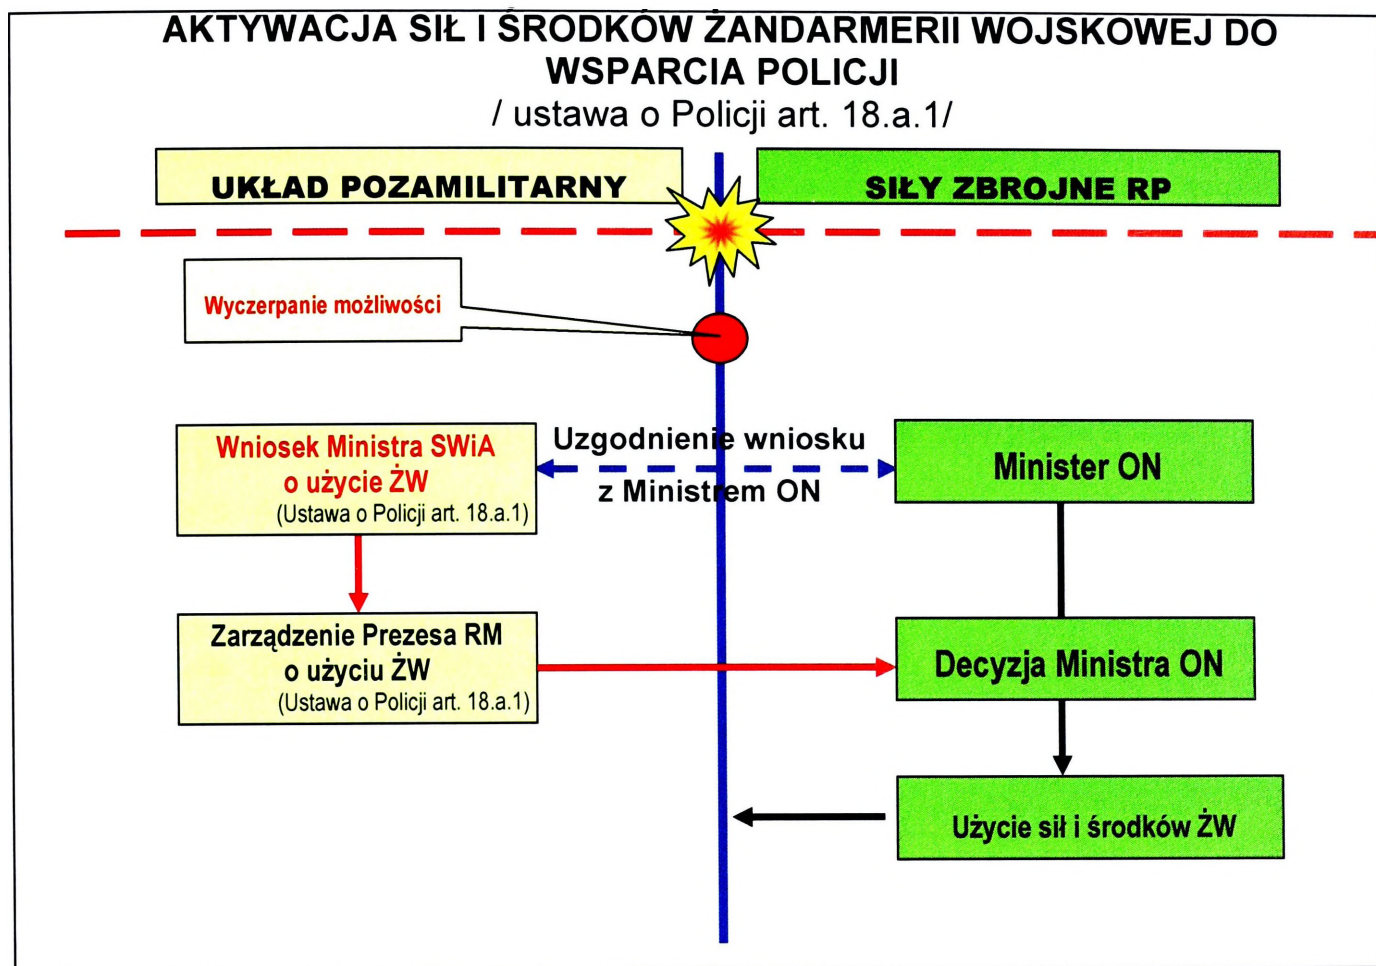 AKTYWACJA SIŁ I ŚRODKÓW ŻANDARMERII WOJSKOWEJ DO
WSPARCIA POLICJI
/ ustawa o Policji art. 18.a.1/
UKŁAD POZAMILITARNY
SIŁY ZBROJNE RP
Wyczerpanie możliwości
Wniosek Ministra SWiA
o użycie ŻW
(Ustawa o Policji art. 18.a.1)
Uzgodnienie wniosku
z Ministrem ON
Minister ON
Zarządzenie Prezesa RM
o użyciu ŻW
(Ustawa o Policji art. 18.a.1)
Decyzja Ministra ON
Użycie sił i środków ŻW